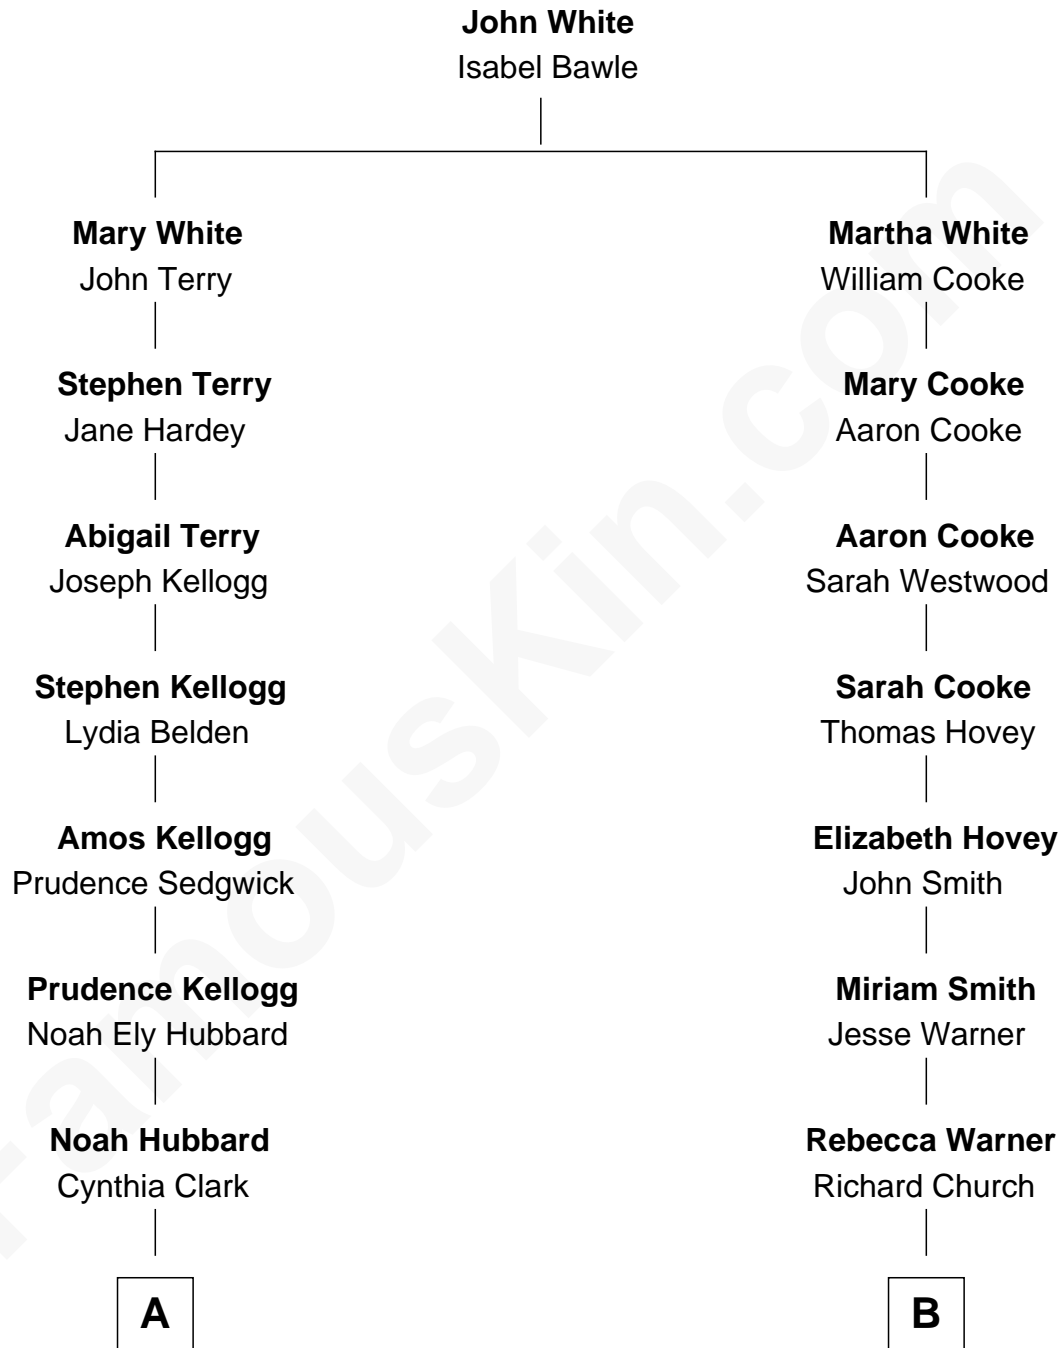 John White
Isabel Bawle
Mary White
John Terry
Martha White
William Cooke
Stephen Terry
Jane Hardey
Mary Cooke
Aaron Cooke
Abigail Terry
Joseph Kellogg
Aaron Cooke
Sarah Westwood
Stephen Kellogg
Lydia Belden
Sarah Cooke
Thomas Hovey
Amos Kellogg
Prudence Sedgwick
Elizabeth Hovey
John Smith
Prudence Kellogg
Noah Ely Hubbard
Miriam Smith
Jesse Warner
Noah Hubbard
Cynthia Clark
Rebecca Warner
Richard Church
A
B
FamousKin.com